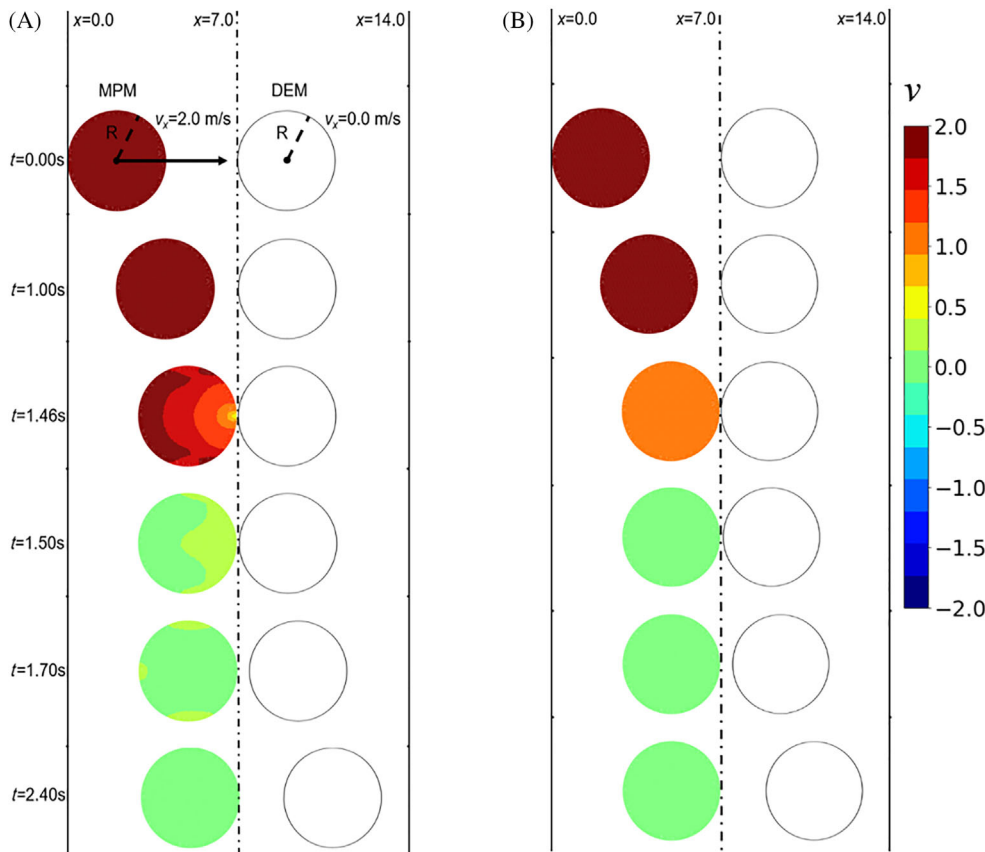 (A)
x=0.0
x=7.0
x=14.0
MPM
DEM
R
vₓ=2.0 m/s
R
vₓ=0.0 m/s
t=0.00s
t=1.00s
t=1.46s
t=1.50s
t=1.70s
t=2.40s
(B)
x=0.0
x=7.0
x=14.0
v
2.0
1.5
1.0
0.5
0.0
−0.5
−1.0
−1.5
−2.0